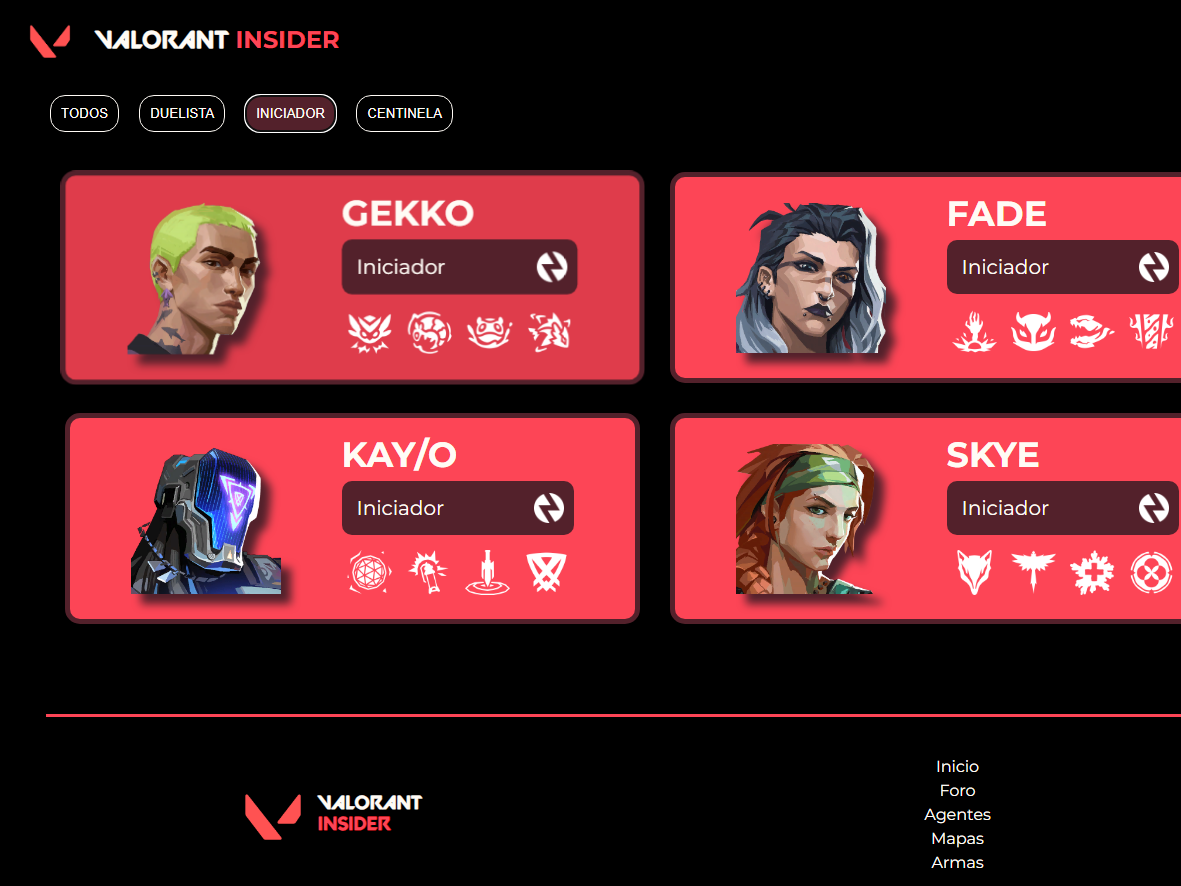 VALORANT INSIDER
TODOS DUELISTA INICIADOR CENTINELA
GEKKO
Iniciador
FADE
Iniciador
KAY/O
Iniciador
SKYE
Iniciador
VALORANT
INSIDER
Inicio
Foro
Agentes
Mapas
Armas